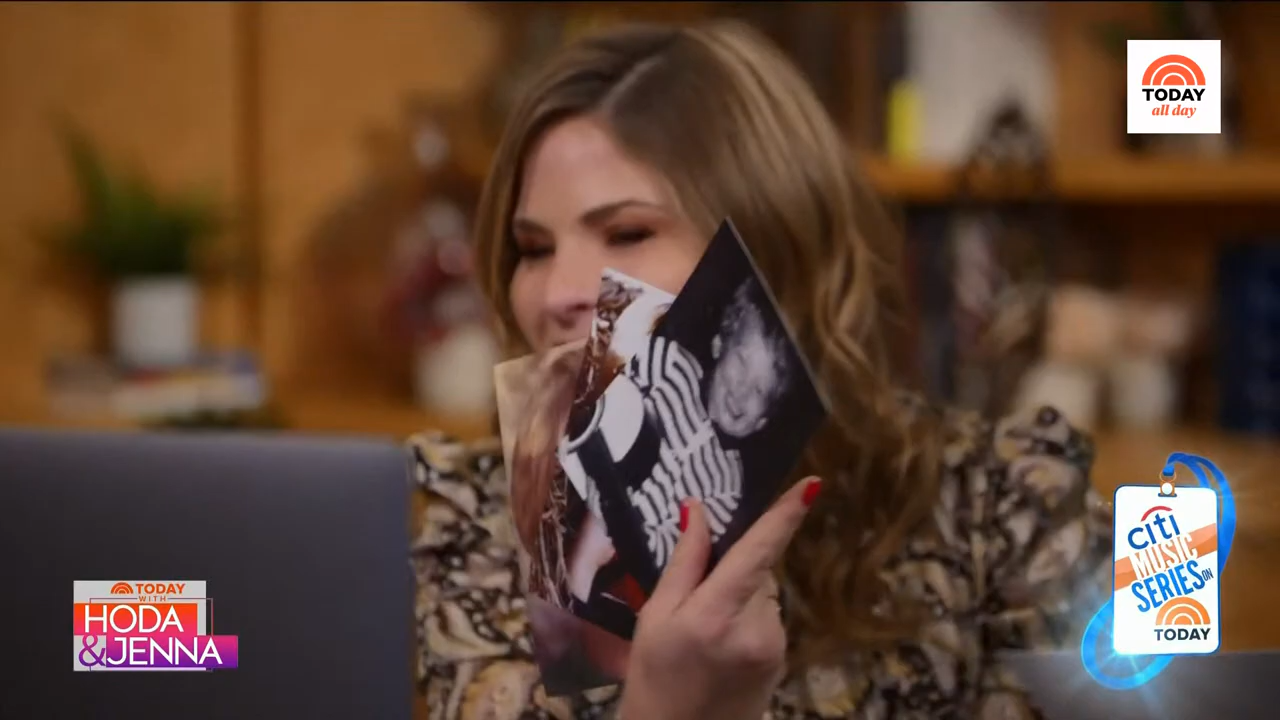 TODAY
all day
TODAY
WITH
HODA
&JENNA
citi
MUSIC
SERIES ON
TODAY